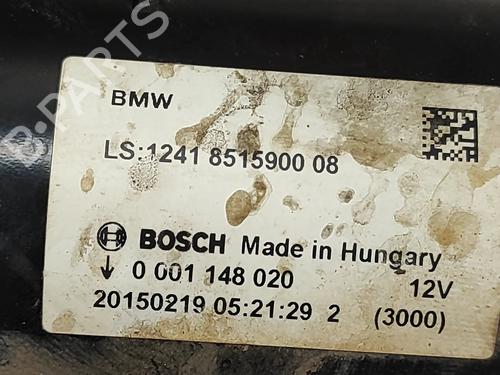 BMW
LS:1241 8515900 08
BOSCH Made in Hungary
↓ 0 001 148 020 12V
20150219 05:21:29 2 (3000)
B-PARTS